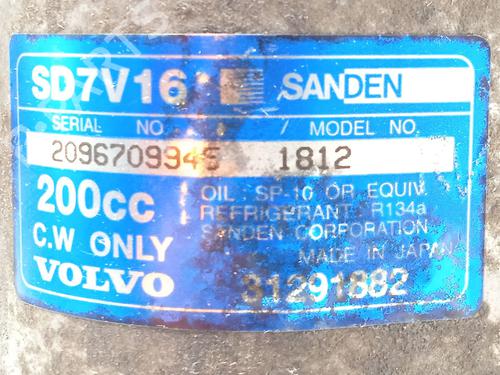 SD7V16 SANDEN
SERIAL NO. / MODEL NO.
2096709945 1812
200cc
OIL SP-10 OR EQUIV.
REFRIGERANT R134a
SANDEN CORPORATION
C.W ONLY
MADE IN JAPAN
VOLVO
31291882